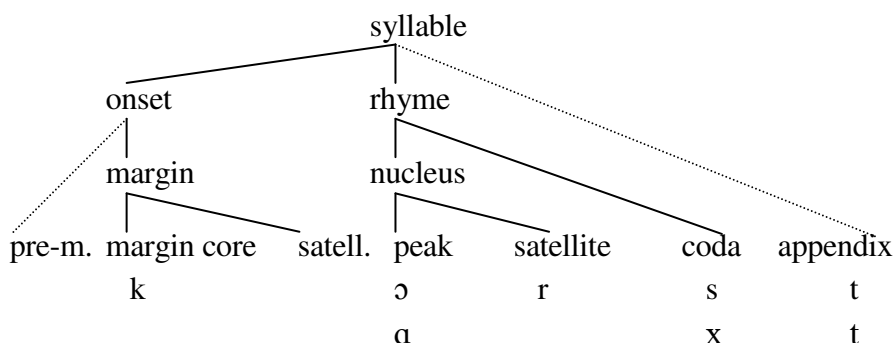 syllable
onset rhyme
margin nucleus
pre-m. margin core satell. peak satellite coda appendix
k ɔ r s t
ɑ x t